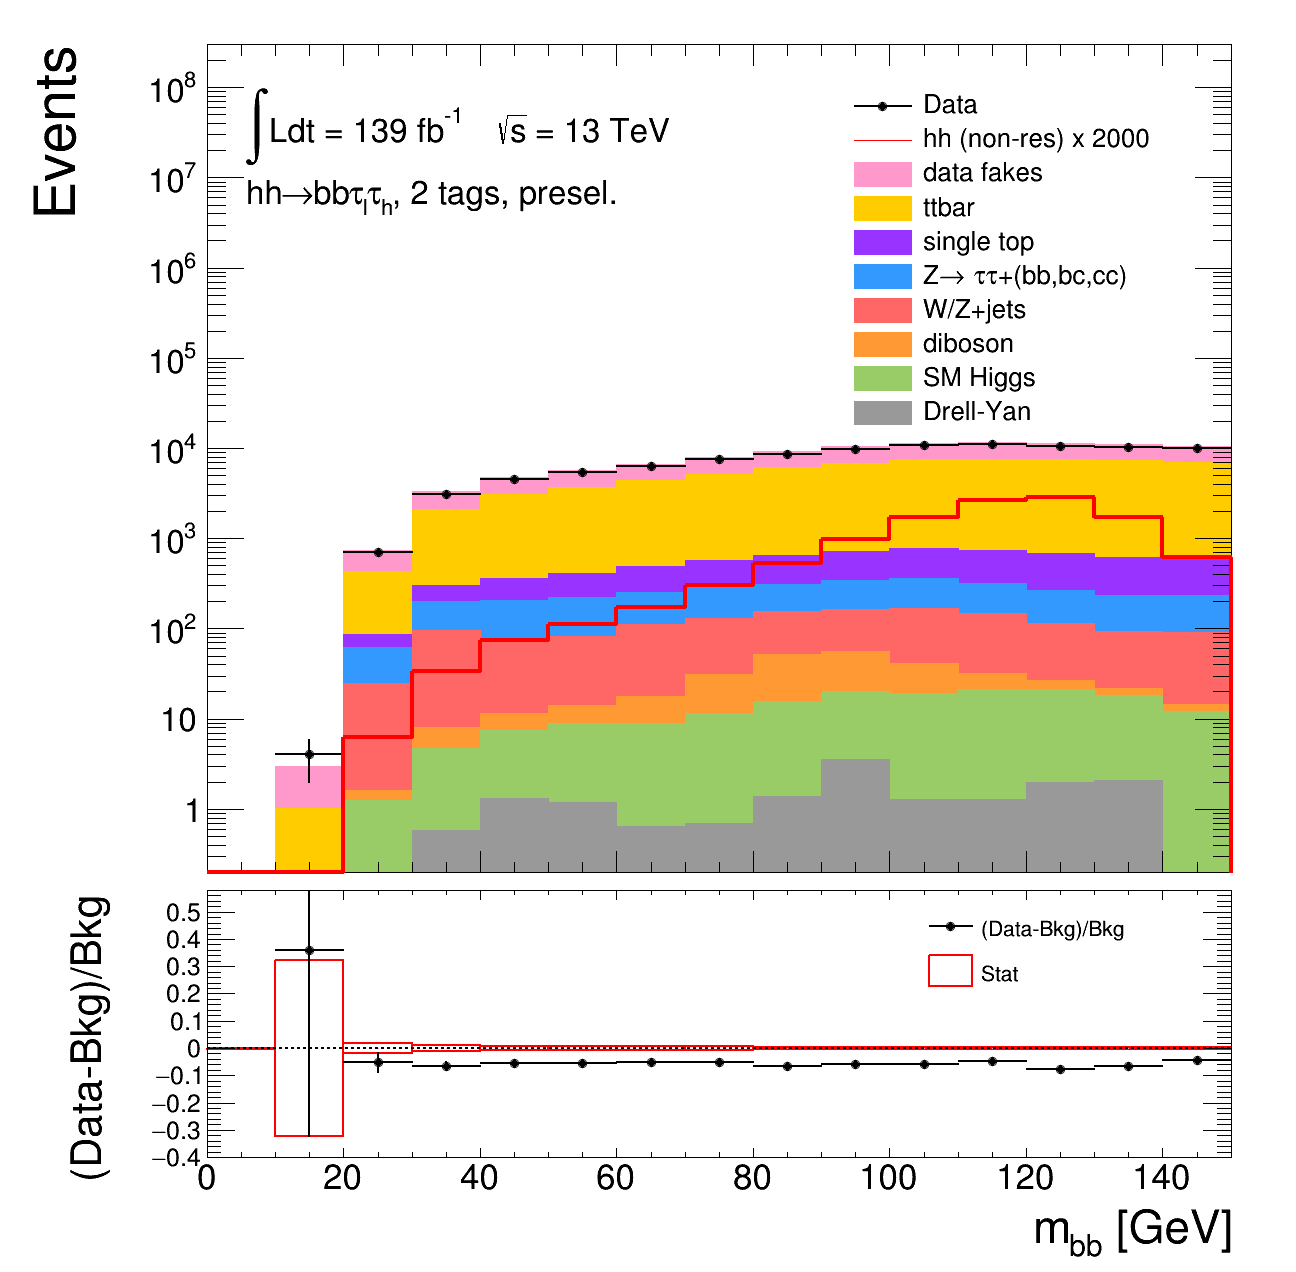 Events
10⁸
10⁷
10⁶
10⁵
10⁴
10³
10²
10
1
∫Ldt = 139 fb⁻¹ √s = 13 TeV
hh→bbτₗτₕ, 2 tags, presel.
Data
hh (non-res) x 2000
data fakes
ttbar
single top
Z→ ττ+(bb,bc,cc)
W/Z+jets
diboson
SM Higgs
Drell-Yan
(Data-Bkg)/Bkg
0.5
0.4
0.3
0.2
0.1
0
−0.1
−0.2
−0.3
−0.4
(Data-Bkg)/Bkg
Stat
0 20 40 60 80 100 120 140
m_bb [GeV]